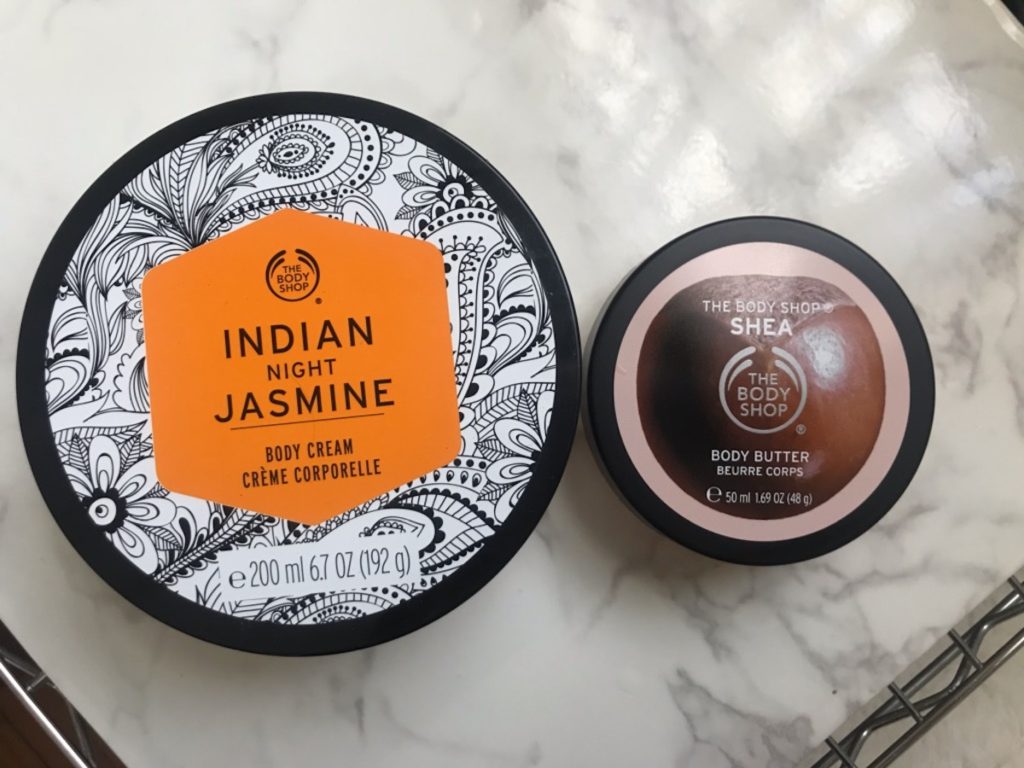 THE
BODY
SHOP
®
INDIAN
NIGHT
JASMINE
BODY CREAM
CRÈME CORPORELLE
℮ 200 ml 6.7 OZ (192 g)
THE BODY SHOP®
SHEA
THE
BODY
SHOP
®
BODY BUTTER
BEURRE CORPS
℮ 50 ml 1.69 OZ (48 g)